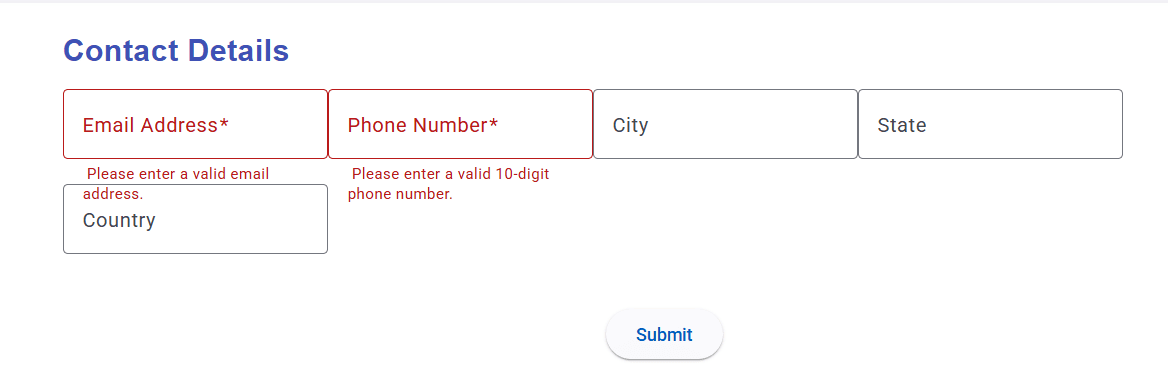 Contact Details
Email Address*
Phone Number*
City
State
Please enter a valid email
address.
Please enter a valid 10-digit
phone number.
Country
Submit